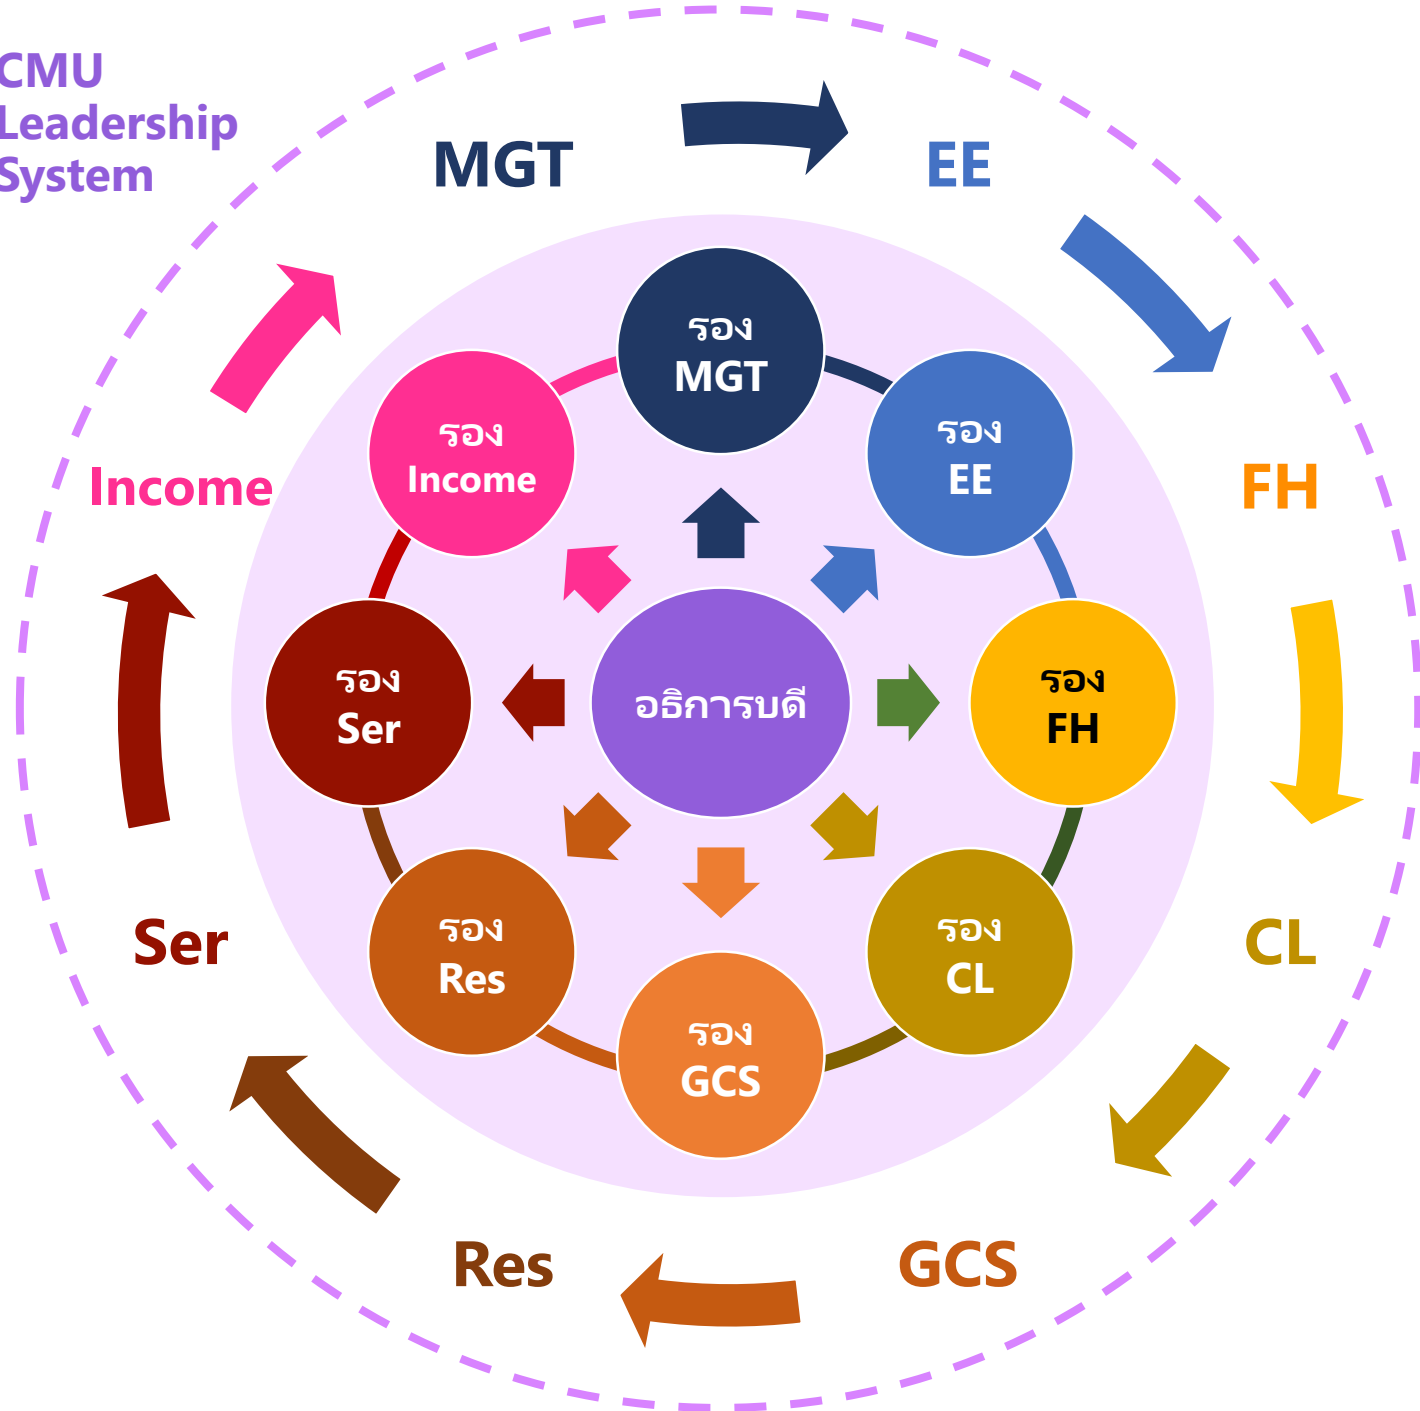 CMU
Leadership
System
MGT
EE
รอง
MGT
รอง
EE
รอง
Income
Income
FH
รอง
Ser
อธิการบดี
รอง
FH
Ser
รอง
Res
รอง
CL
CL
รอง
GCS
Res
GCS